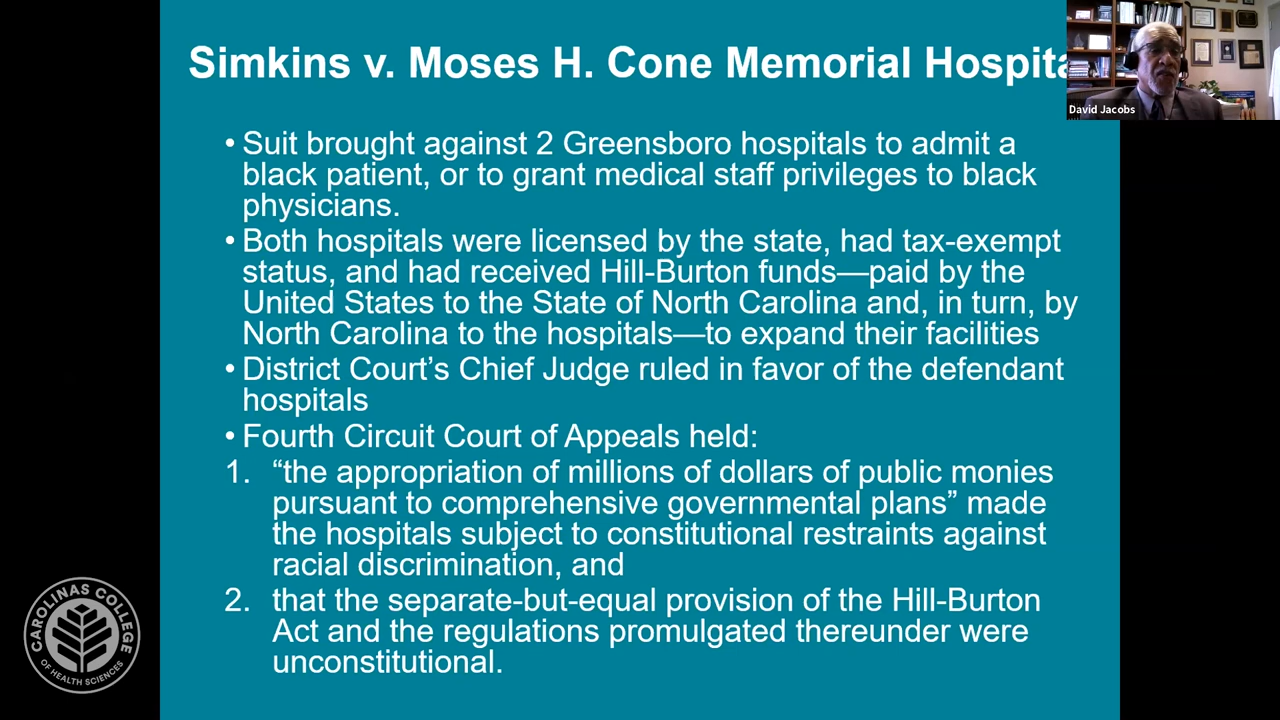 Simkins v. Moses H. Cone Memorial Hospita
David Jacobs
• Suit brought against 2 Greensboro hospitals to admit a
black patient, or to grant medical staff privileges to black
physicians.
• Both hospitals were licensed by the state, had tax-exempt
status, and had received Hill-Burton funds—paid by the
United States to the State of North Carolina and, in turn, by
North Carolina to the hospitals—to expand their facilities
• District Court’s Chief Judge ruled in favor of the defendant
hospitals
• Fourth Circuit Court of Appeals held:
1. “the appropriation of millions of dollars of public monies
pursuant to comprehensive governmental plans” made
the hospitals subject to constitutional restraints against
racial discrimination, and
2. that the separate-but-equal provision of the Hill-Burton
Act and the regulations promulgated thereunder were
unconstitutional.
CAROLINAS COLLEGE
OF HEALTH SCIENCES